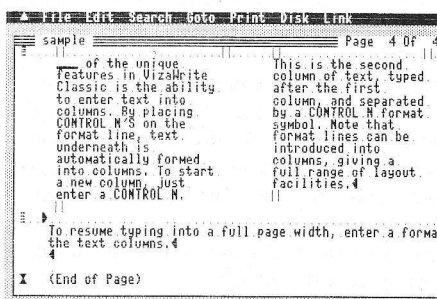 File Edit Search Goto Print Disk Link
sample Page 4 Of 4
of the unique
features in VizaWrite
Classic is the ability
to enter text into
columns. By placing
CONTROL M'S on the
format line, text
underneath is
automatically formed
into columns. To start
a new column, just
enter a CONTROL N.
This is the second
column of text, typed
after the first
column, and separated
by a CONTROL N format
symbol. Note that
format lines can be
introduced into
columns, giving a
full range of layout
facilities.
To resume typing into a full page width, enter a forma
the text columns.
(End of Page)